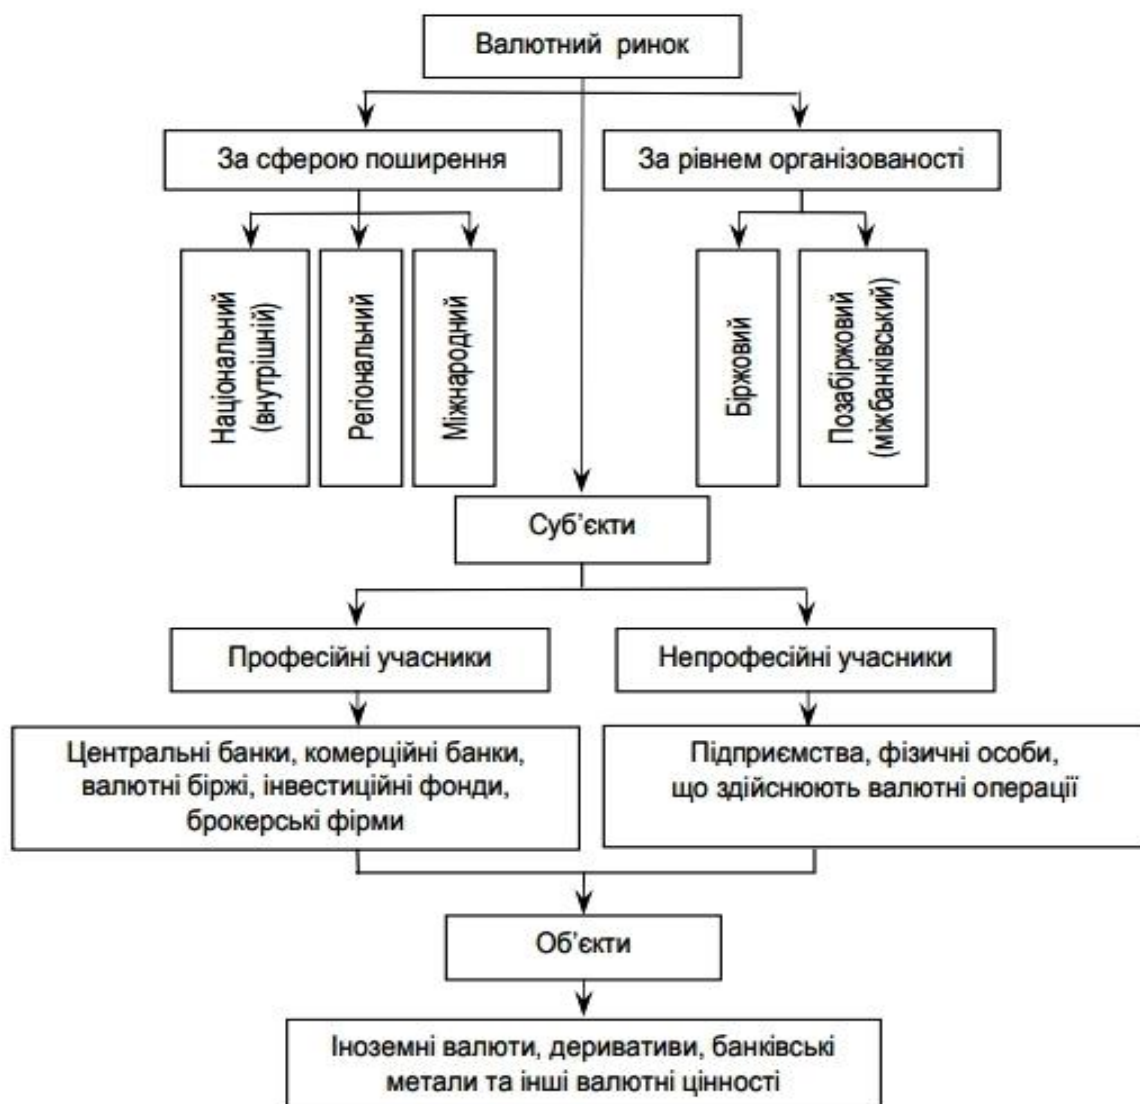 Валютний ринок
За сферою поширення
За рівнем організованості
Національний
(внутрішній)
Регіональний
Міжнародний
Біржовий
Позабіржовий
(міжбанківський)
Суб’єкти
Професійні учасники
Непрофесійні учасники
Центральні банки, комерційні банки,
валютні біржі, інвестиційні фонди,
брокерські фірми
Підприємства, фізичні особи,
що здійснюють валютні операції
Об’єкти
Іноземні валюти, деривативи, банківські
метали та інші валютні цінності